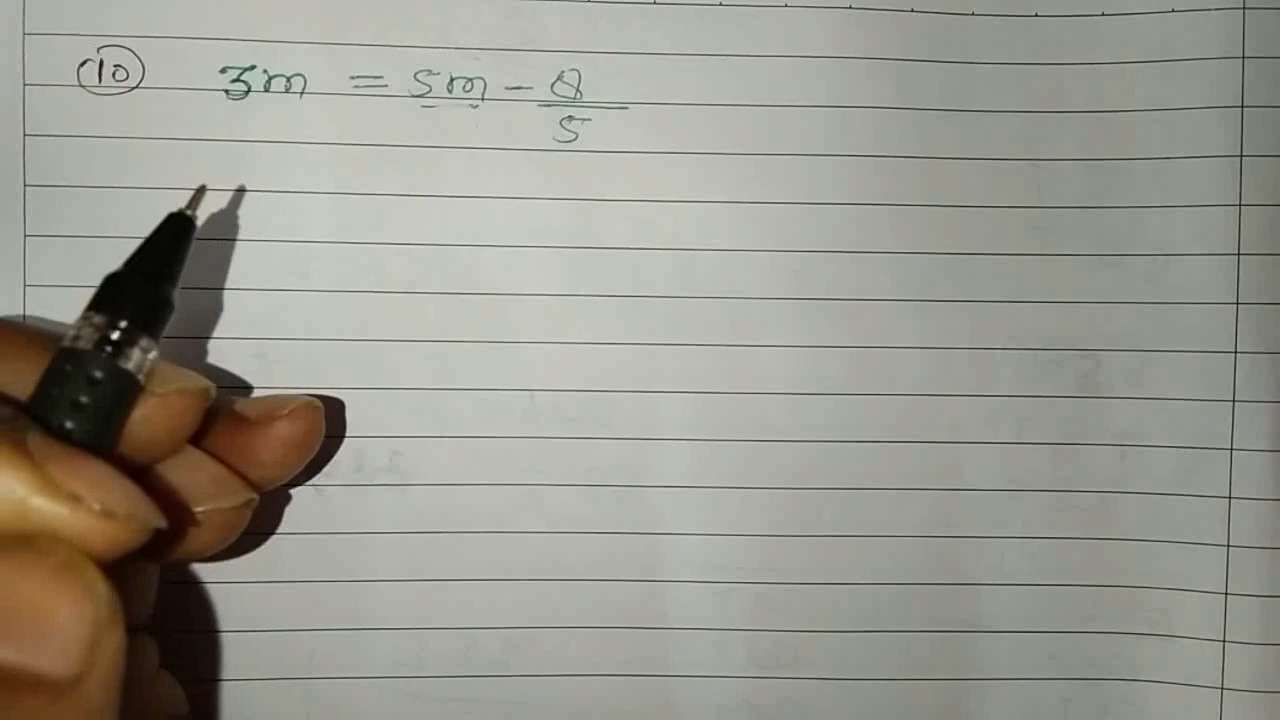 (10) 3m = 5m - 8/5